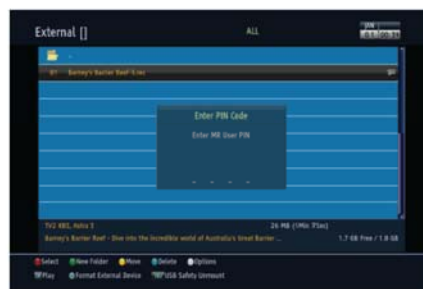 External []
ALL
01 Barney's Barrier Reef-S.rec
Enter PIN Code
Enter MR User PIN
- - - -
TV2 KBS, Astra 3
26 MB (1Min 7Sec)
Barney's Barrier Reef - Dive into the incredible world of Australia's Great Barrier ...
1.7 GB Free / 1.8 GB
Select New Folder Move Delete Options
Play Format External Device USB Safety Unmount